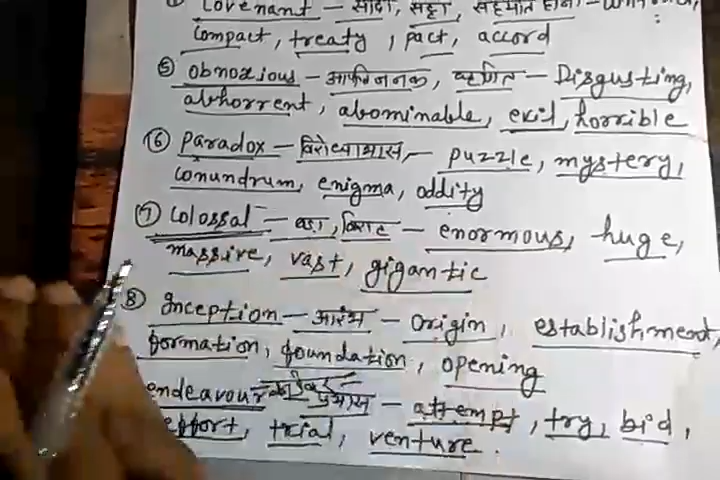 Covenant – सौदा, सट्टा, सहमति होना –
compact, treaty, pact, accord
⑤ obnoxious – – Disgusting,
abhorrent, abominable, evil, horrible
⑥ Paradox – विरोधाभास, – puzzle, mystery,
conundrum, enigma, oddity
⑦ Colossal – बड़ा, विराट – enormous, huge,
massive, vast, gigantic
⑧ Inception – आरंभ – Origin, establishment,
formation, foundation, opening
endeavour – प्रयास – attempt, try, bid,
effort, trial, venture.